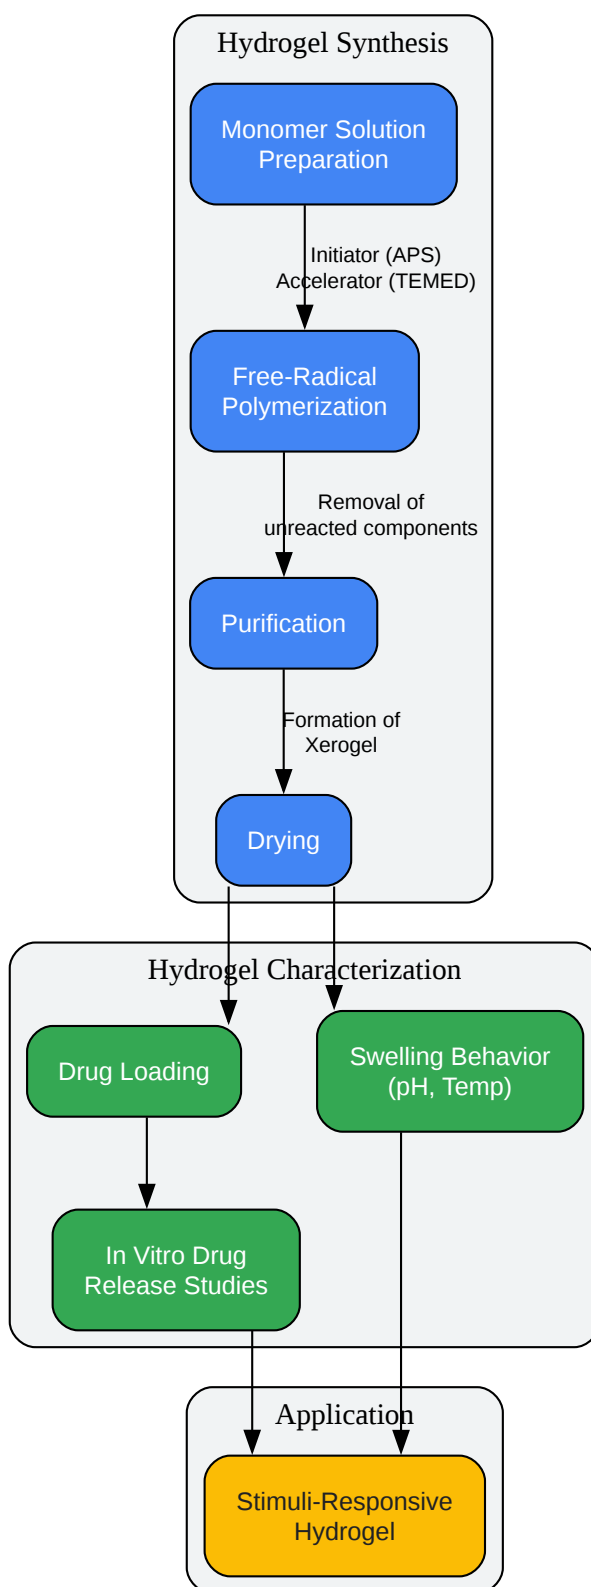 Hydrogel Synthesis
Monomer Solution
Preparation
Initiator (APS)
Accelerator (TEMED)
Free-Radical
Polymerization
Removal of
unreacted components
Purification
Formation of
Xerogel
Drying
Hydrogel Characterization
Drug Loading
Swelling Behavior
(pH, Temp)
In Vitro Drug
Release Studies
Application
Stimuli-Responsive
Hydrogel